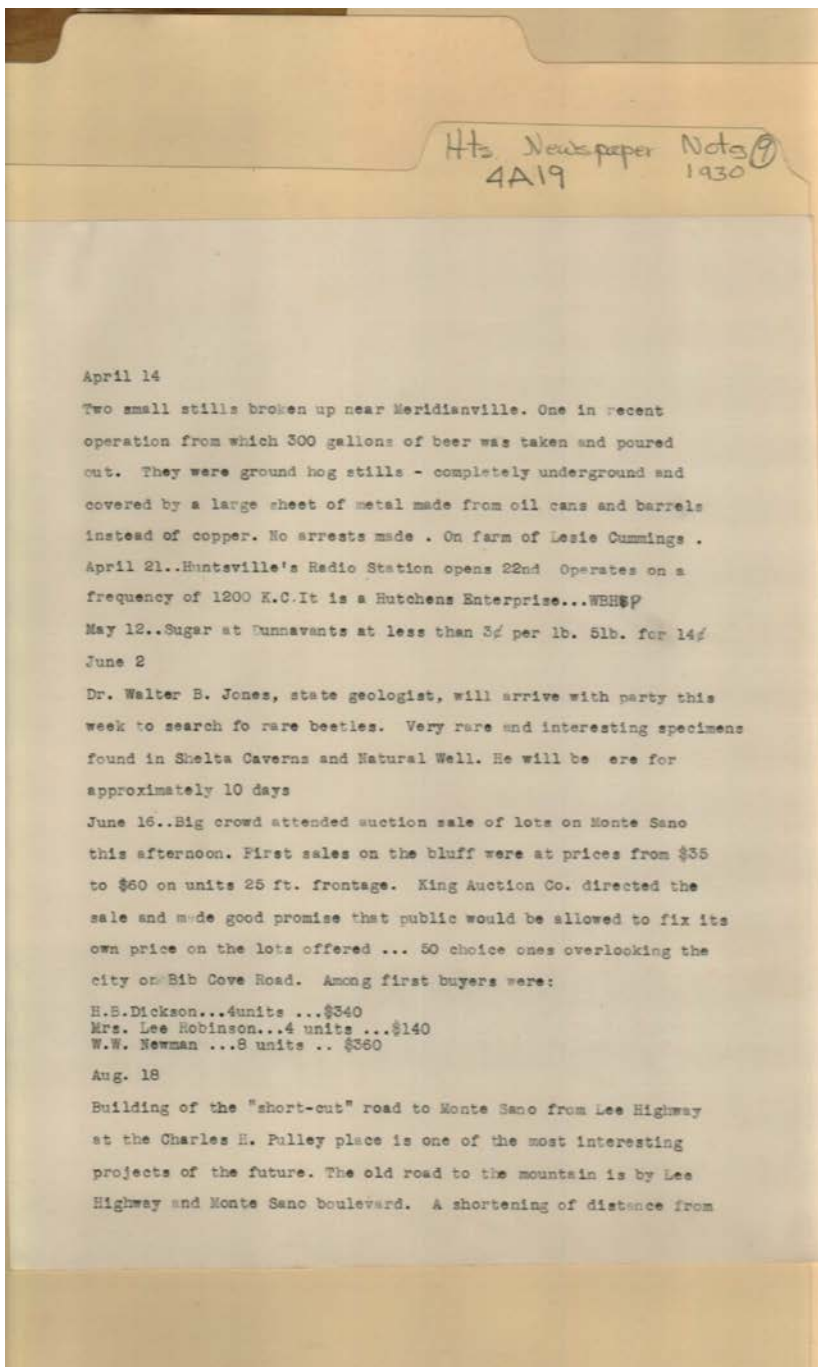 Hts Newspaper Notes 9
4A19 1930
April 14
Two small stills broken up near Meridianville. One in recent
operation from which 300 gallons of beer was taken and poured
out. They were ground hog stills - completely underground and
covered by a large sheet of metal made from oil cans and barrels
instead of copper. No arrests made . On farm of Lesie Cummings .
April 21..Huntsville's Radio Station opens 22nd Operates on a
frequency of 1200 K.C.It is a Hutchens Enterprise...WBHSP
May 12..Sugar at Dunnavants at less than 3¢ per lb. 5lb. for 14¢
June 2
Dr. Walter B. Jones, state geologist, will arrive with party this
week to search fo rare beetles. Very rare and interesting specimens
found in Shelta Caverns and Natural Well. He will be ere for
approximately 10 days
June 16..Big crowd attended auction sale of lots on Monte Sano
this afternoon. First sales on the bluff were at prices from $35
to $60 on units 25 ft. frontage. King Auction Co. directed the
sale and made good promise that public would be allowed to fix its
own price on the lots offered ... 50 choice ones overlooking the
city on Bib Cove Road. Among first buyers were:
H.B.Dickson...4units ...$340
Mrs. Lee Robinson...4 units ...$140
W.W. Newman ...8 units .. $360
Aug. 18
Building of the "short-cut" road to Monte Sano from Lee Highway
at the Charles H. Pulley place is one of the most interesting
projects of the future. The old road to the mountain is by Lee
Highway and Monte Sano boulevard. A shortening of distance from